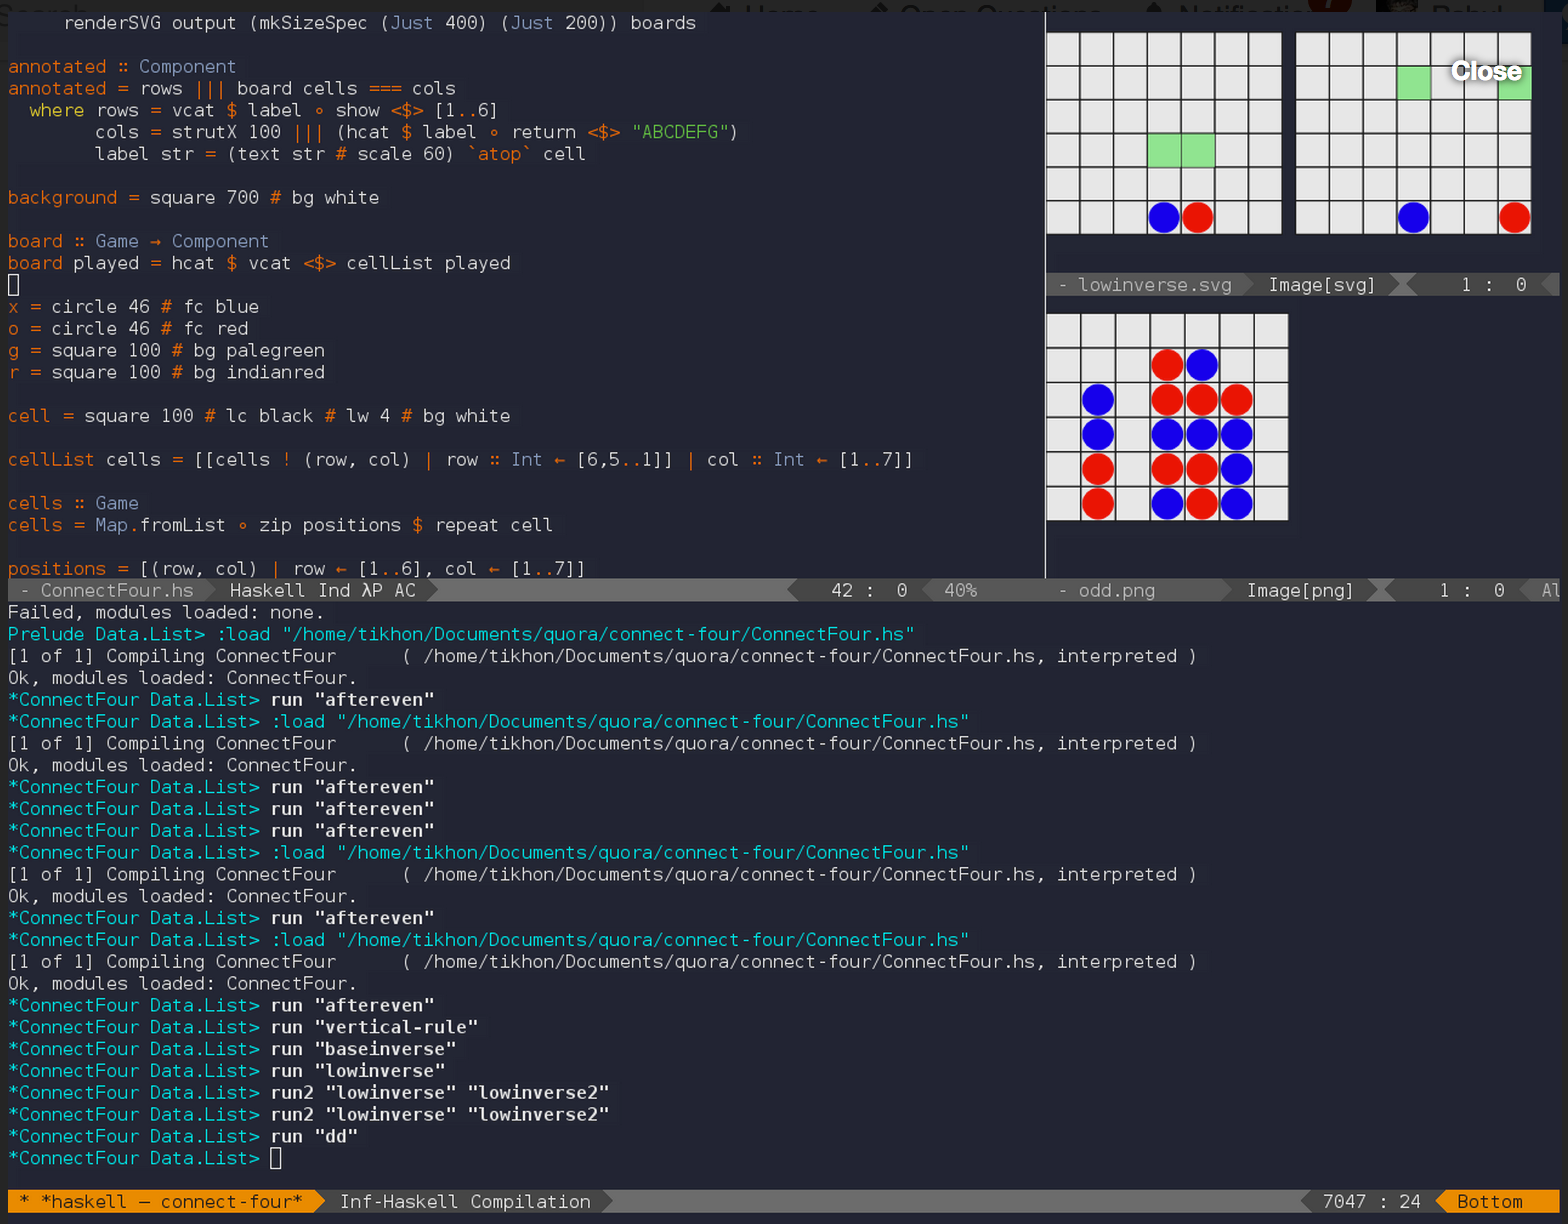 Search Home Open Questions Notifications 7 Rahul
renderSVG output (mkSizeSpec (Just 400) (Just 200)) boards
annotated ∷ Component
annotated = rows ||| board cells === cols
where rows = vcat $ label ∘ show <$> [1..6]
cols = strutX 100 ||| (hcat $ label ∘ return <$> "ABCDEFG")
label str = (text str # scale 60) `atop` cell
background = square 700 # bg white
board ∷ Game → Component
board played = hcat $ vcat <$> cellList played
x = circle 46 # fc blue
o = circle 46 # fc red
g = square 100 # bg palegreen
r = square 100 # bg indianred
cell = square 100 # lc black # lw 4 # bg white
cellList cells = [[cells ! (row, col) | row ∷ Int ← [6,5..1]] | col ∷ Int ← [1..7]]
cells ∷ Game
cells = Map.fromList ∘ zip positions $ repeat cell
positions = [(row, col) | row ← [1..6], col ← [1..7]]
- ConnectFour.hs Haskell Ind λP AC 42 : 0 40%
Close
- lowinverse.svg Image[svg] 1 : 0
- odd.png Image[png] 1 : 0 Al
Failed, modules loaded: none.
Prelude Data.List> :load "/home/tikhon/Documents/quora/connect-four/ConnectFour.hs"
[1 of 1] Compiling ConnectFour ( /home/tikhon/Documents/quora/connect-four/ConnectFour.hs, interpreted )
Ok, modules loaded: ConnectFour.
*ConnectFour Data.List> run "aftereven"
*ConnectFour Data.List> :load "/home/tikhon/Documents/quora/connect-four/ConnectFour.hs"
[1 of 1] Compiling ConnectFour ( /home/tikhon/Documents/quora/connect-four/ConnectFour.hs, interpreted )
Ok, modules loaded: ConnectFour.
*ConnectFour Data.List> run "aftereven"
*ConnectFour Data.List> run "aftereven"
*ConnectFour Data.List> run "aftereven"
*ConnectFour Data.List> :load "/home/tikhon/Documents/quora/connect-four/ConnectFour.hs"
[1 of 1] Compiling ConnectFour ( /home/tikhon/Documents/quora/connect-four/ConnectFour.hs, interpreted )
Ok, modules loaded: ConnectFour.
*ConnectFour Data.List> run "aftereven"
*ConnectFour Data.List> :load "/home/tikhon/Documents/quora/connect-four/ConnectFour.hs"
[1 of 1] Compiling ConnectFour ( /home/tikhon/Documents/quora/connect-four/ConnectFour.hs, interpreted )
Ok, modules loaded: ConnectFour.
*ConnectFour Data.List> run "aftereven"
*ConnectFour Data.List> run "vertical-rule"
*ConnectFour Data.List> run "baseinverse"
*ConnectFour Data.List> run "lowinverse"
*ConnectFour Data.List> run2 "lowinverse" "lowinverse2"
*ConnectFour Data.List> run2 "lowinverse" "lowinverse2"
*ConnectFour Data.List> run "dd"
*ConnectFour Data.List>
* *haskell — connect-four* Inf-Haskell Compilation 7047 : 24 Bottom